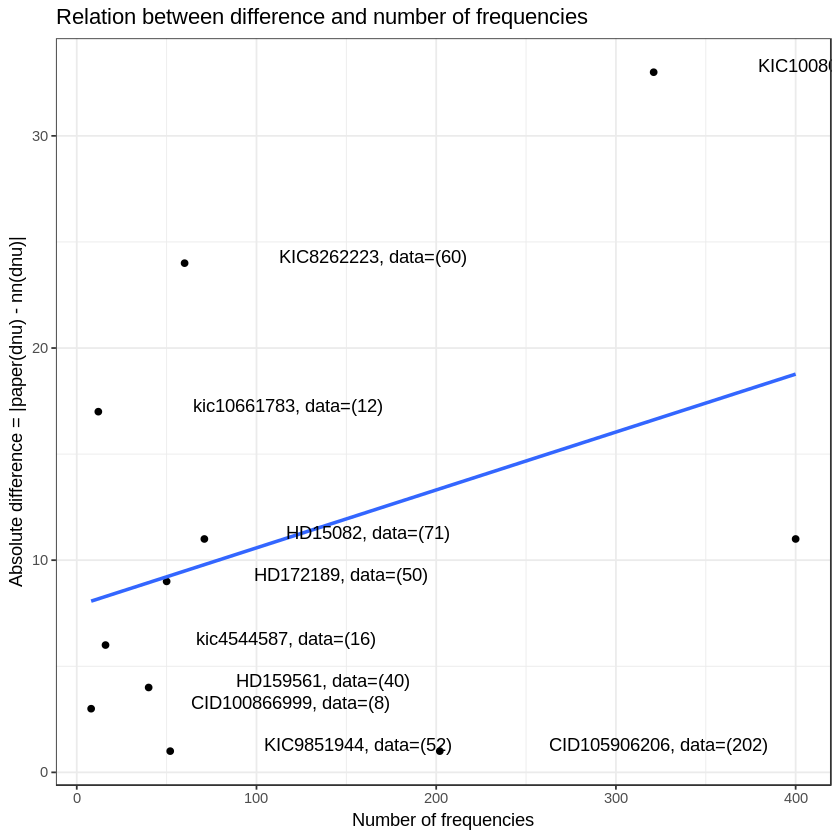 Relation between difference and number of frequencies
Absolute difference = |paper(dnu) - nn(dnu)|
30
20
10
0
KIC8262223, data=(60)
kic10661783, data=(12)
HD15082, data=(71)
HD172189, data=(50)
kic4544587, data=(16)
HD159561, data=(40)
CID100866999, data=(8)
KIC9851944, data=(52)
CID105906206, data=(202)
0
100
200
300
400
Number of frequencies